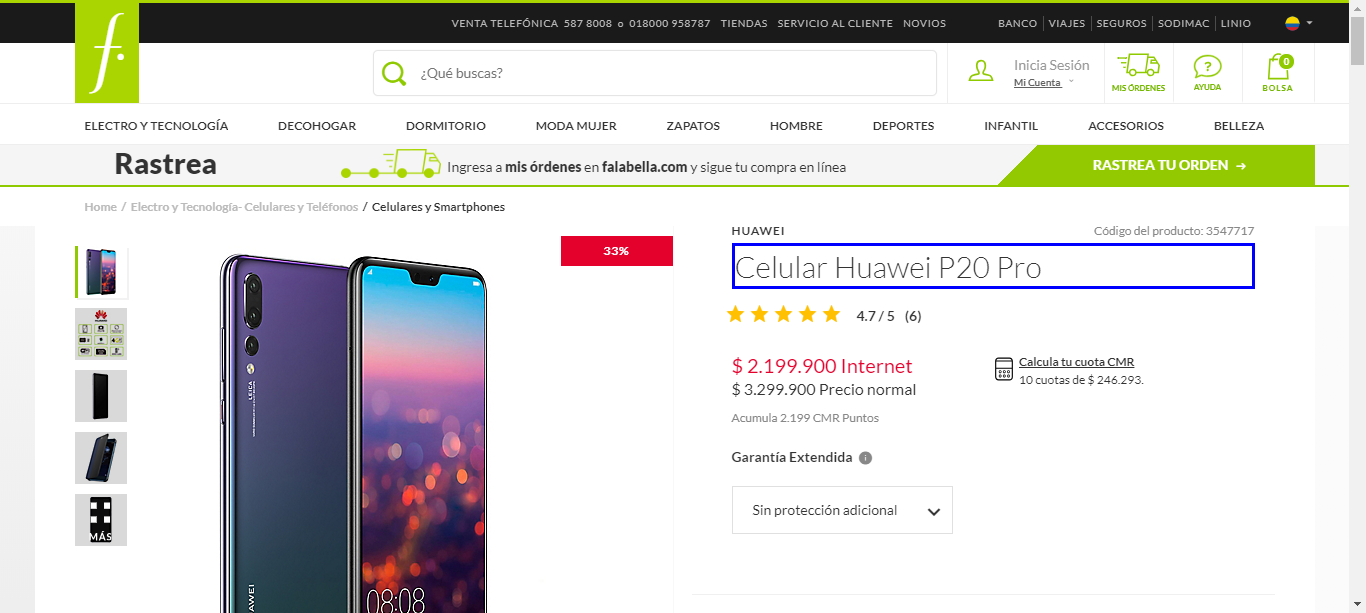 VENTA TELEFÓNICA 587 8008 o 018000 958787 TIENDAS SERVICIO AL CLIENTE NOVIOS BANCO VIAJES SEGUROS SODIMAC LINIO
f.
¿Qué buscas?
Inicia Sesión
Mi Cuenta
MIS ÓRDENES
AYUDA
0
BOLSA
ELECTRO Y TECNOLOGÍA DECOHOGAR DORMITORIO MODA MUJER ZAPATOS HOMBRE DEPORTES INFANTIL ACCESORIOS BELLEZA
Rastrea Ingresa a mis órdenes en falabella.com y sigue tu compra en línea RASTREA TU ORDEN →
Home / Electro y Tecnología- Celulares y Teléfonos / Celulares y Smartphones
33%
HUAWEI Código del producto: 3547717
Celular Huawei P20 Pro
4.7 / 5 (6)
$ 2.199.900 Internet
$ 3.299.900 Precio normal
Acumula 2.199 CMR Puntos
Calcula tu cuota CMR
10 cuotas de $ 246.293.
Garantía Extendida
Sin protección adicional
MÁS
LEICA
HUAWEI
08:08